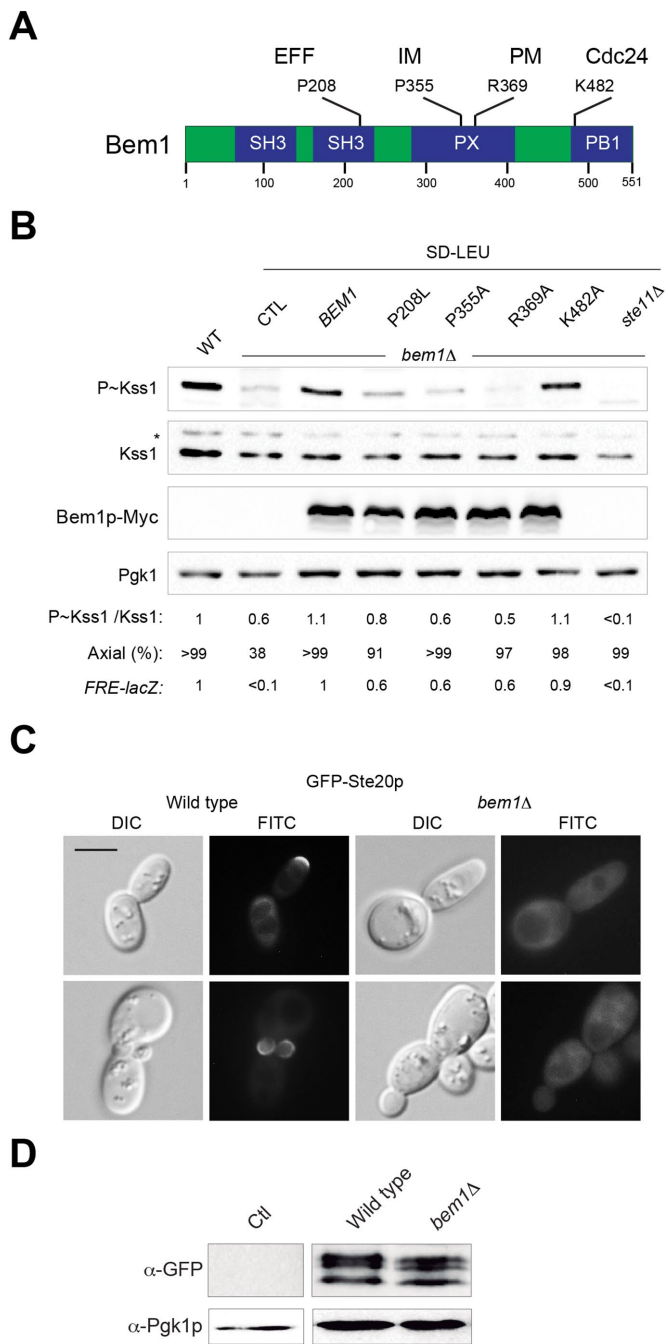 A
EFF IM PM Cdc24
P208 P355 R369 K482
Bem1 SH3 SH3 PX PB1
1 100 200 300 400 500 551
B
SD-LEU
WT CTL BEM1 P208L P355A R369A K482A ste11Δ
bem1Δ
P~Kss1
*
Kss1
Bem1p-Myc
Pgk1
P~Kss1 /Kss1: 1 0.6 1.1 0.8 0.6 0.5 1.1 <0.1
Axial (%): >99 38 >99 91 >99 97 98 99
FRE-lacZ: 1 <0.1 1 0.6 0.6 0.6 0.9 <0.1
C
GFP-Ste20p
Wild type bem1Δ
DIC FITC DIC FITC
D
Ctl Wild type bem1Δ
α-GFP
α-Pgk1p